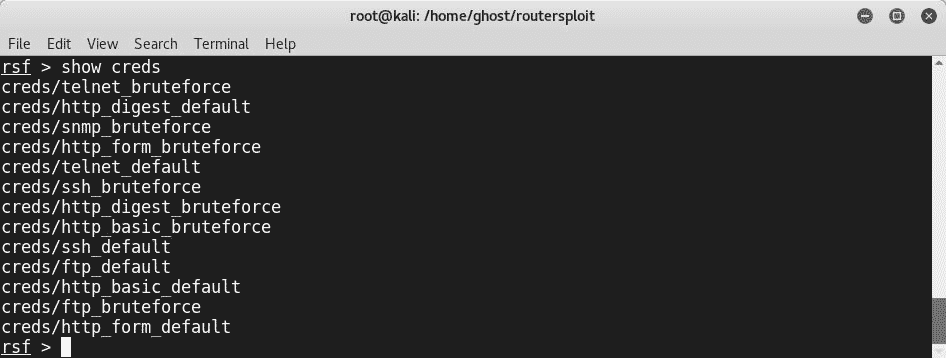 root@kali: /home/ghost/routersploit
File Edit View Search Terminal Help
rsf > show creds
creds/telnet_bruteforce
creds/http_digest_default
creds/snmp_bruteforce
creds/http_form_bruteforce
creds/telnet_default
creds/ssh_bruteforce
creds/http_digest_bruteforce
creds/http_basic_bruteforce
creds/ssh_default
creds/ftp_default
creds/http_basic_default
creds/ftp_bruteforce
creds/http_form_default
rsf >